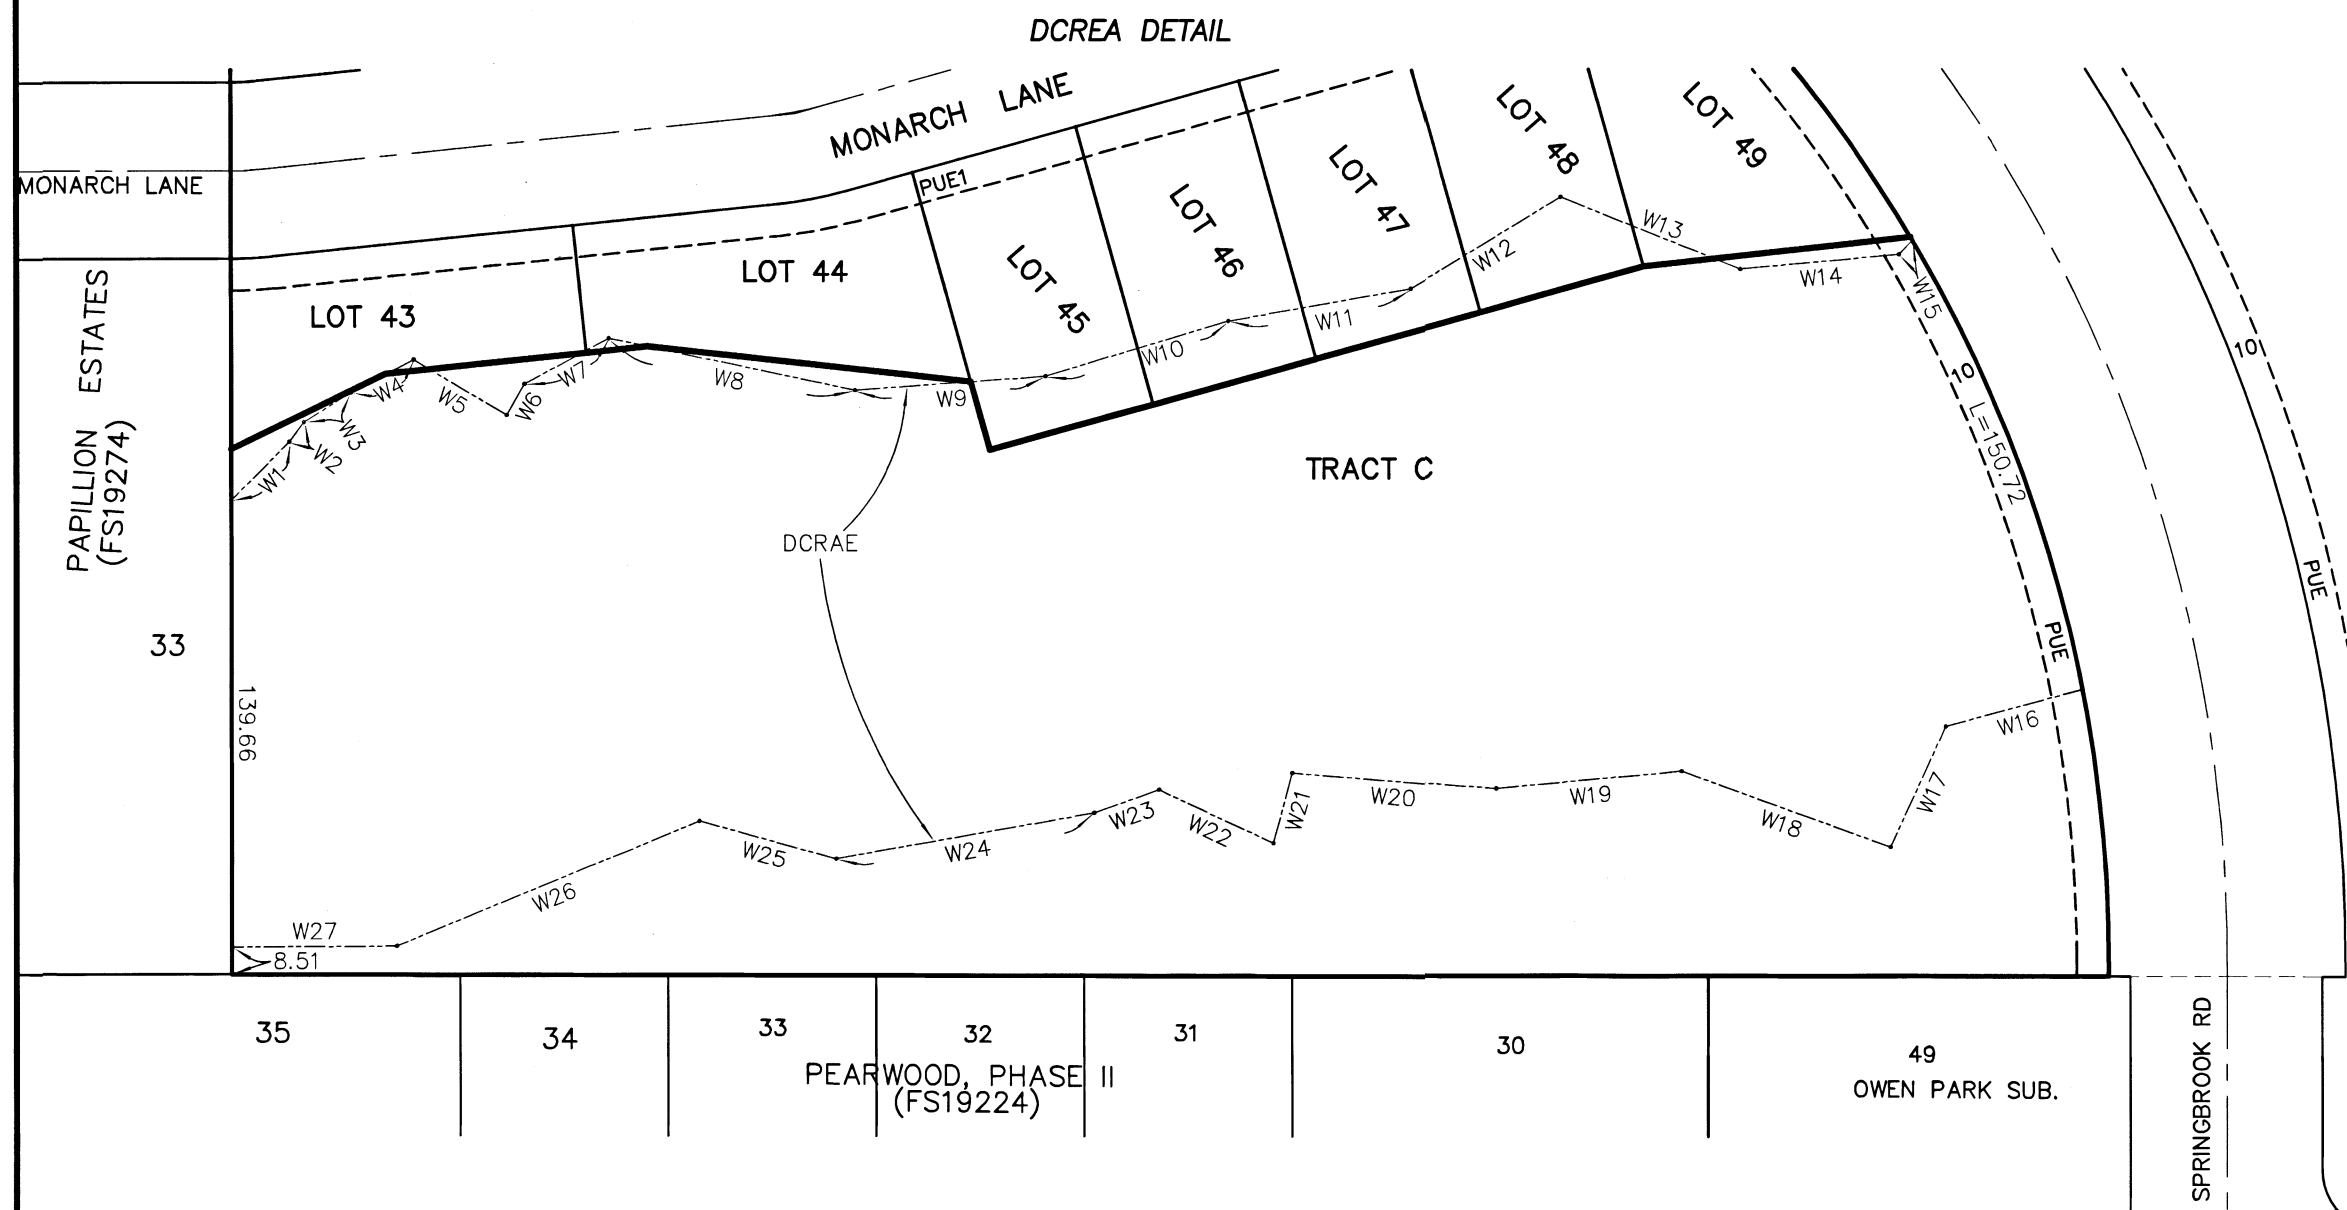 DCREA DETAIL
MONARCH LANE
MONARCH LANE
PUE1
LOT 43
LOT 44
LOT 45
LOT 46
LOT 47
LOT 48
LOT 49
PAPILLION ESTATES
(FS19274)
33
W1
W2
W3
W4
W5
W6
W7
W8
W9
W10
W11
W12
W13
W14
W15
10
10
L=150.72
TRACT C
DCRAE
PUE
PUE
139.66
W16
W17
W18
W19
W20
W21
W22
W23
W24
W25
W26
W27
8.51
35
34
33
32
31
30
49
PEARWOOD, PHASE II
(FS19224)
OWEN PARK SUB.
SPRINGBROOK RD